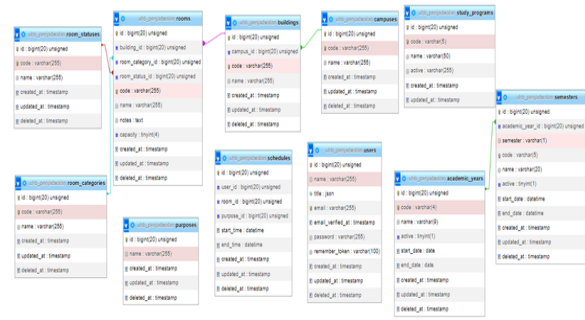 room_statuses
id : bigint(20) unsigned
code : varchar(255)
name : varchar(255)
created_at : timestamp
updated_at : timestamp
deleted_at : timestamp
rooms
id : bigint(20) unsigned
building_id : bigint(20) unsigned
room_category_id : bigint(20) unsigned
room_status_id : bigint(20) unsigned
code : varchar(255)
name : varchar(255)
notes : text
capacity : tinyint(4)
created_at : timestamp
updated_at : timestamp
deleted_at : timestamp
buildings
id : bigint(20) unsigned
campus_id : bigint(20) unsigned
code : varchar(255)
name : varchar(255)
created_at : timestamp
updated_at : timestamp
deleted_at : timestamp
campuses
id : bigint(20) unsigned
code : varchar(255)
name : varchar(255)
created_at : timestamp
updated_at : timestamp
deleted_at : timestamp
study_programs
id : bigint(20) unsigned
code : varchar(5)
name : varchar(50)
active : varchar(255)
created_at : timestamp
updated_at : timestamp
semesters
id : bigint(20) unsigned
academic_year_id : bigint(20) unsigned
semester : varchar(1)
code : varchar(5)
name : varchar(20)
active : tinyint(1)
start_date : datetime
end_date : datetime
created_at : timestamp
updated_at : timestamp
deleted_at : timestamp
room_categories
id : bigint(20) unsigned
code : varchar(255)
name : varchar(255)
created_at : timestamp
updated_at : timestamp
deleted_at : timestamp
purposes
id : bigint(20) unsigned
name : varchar(255)
created_at : timestamp
updated_at : timestamp
deleted_at : timestamp
schedules
id : bigint(20) unsigned
user_id : bigint(20) unsigned
room_id : bigint(20) unsigned
purpose_id : bigint(20) unsigned
start_time : datetime
end_time : datetime
created_at : timestamp
updated_at : timestamp
deleted_at : timestamp
users
id : bigint(20) unsigned
name : varchar(255)
title : json
email : varchar(255)
email_verified_at : timestamp
password : varchar(255)
remember_token : varchar(100)
created_at : timestamp
updated_at : timestamp
deleted_at : timestamp
academic_years
id : bigint(20) unsigned
code : varchar(4)
name : varchar(9)
active : tinyint(1)
start_date : date
end_date : date
created_at : timestamp
updated_at : timestamp
deleted_at : timestamp